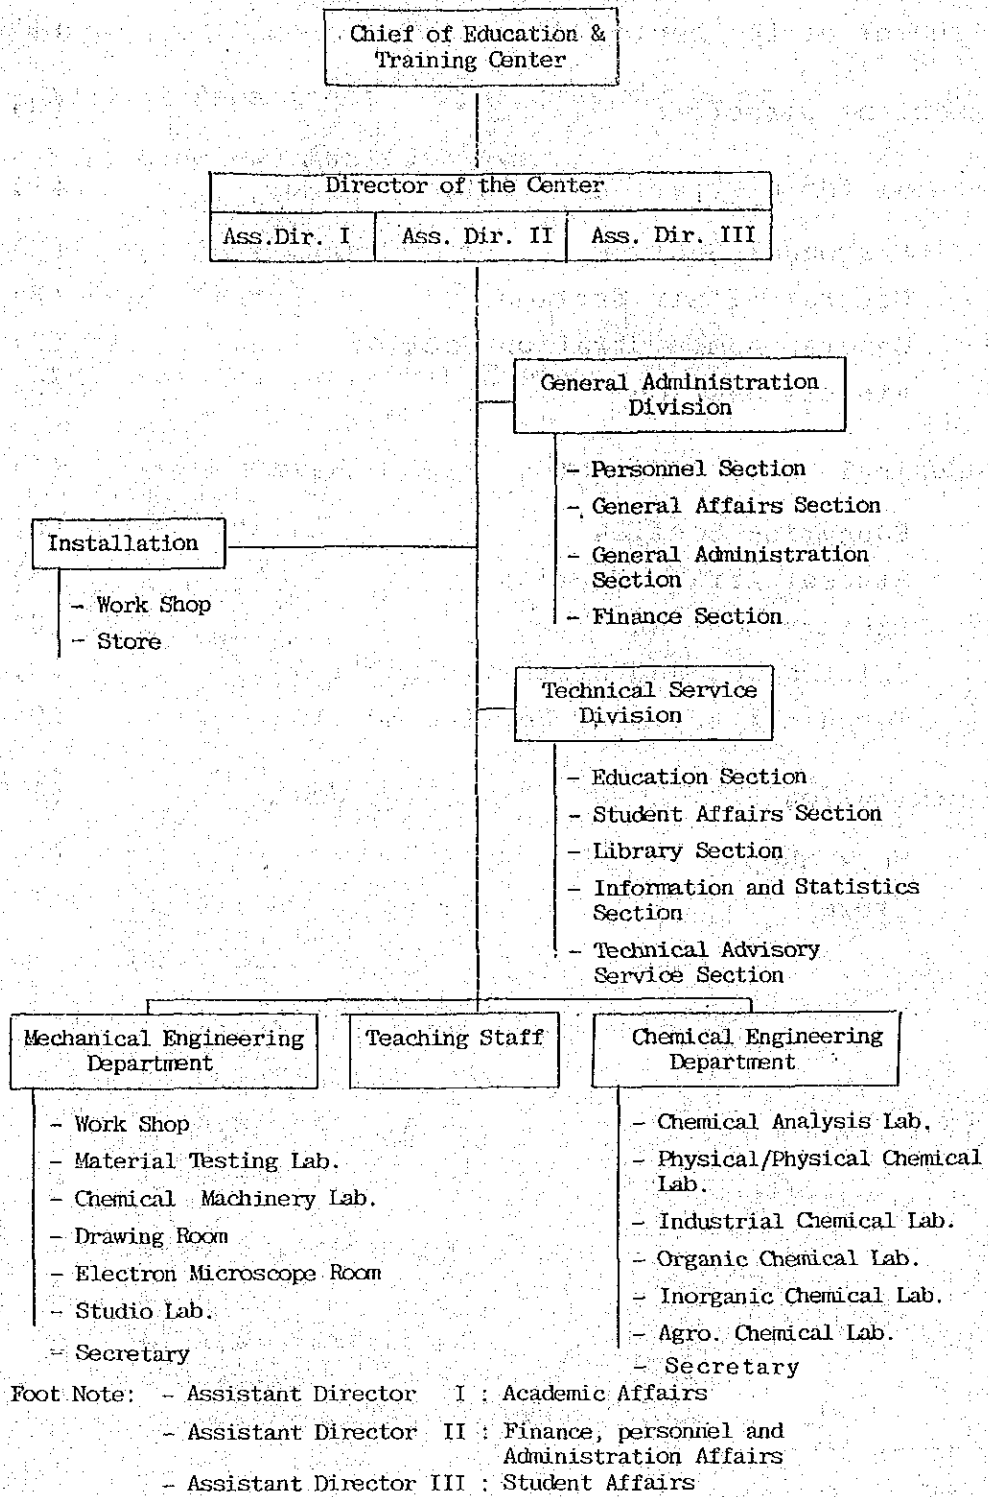 Chief of Education &
Training Center
Director of the Center
Ass.Dir. I
Ass. Dir. II
Ass. Dir. III
General Administration
Division
- Personnel Section
- General Affairs Section
- General Administration
Section
- Finance Section
Installation
- Work Shop
- Store
Technical Service
Division
- Education Section
- Student Affairs Section
- Library Section
- Information and Statistics
Section
- Technical Advisory
Service Section
Mechanical Engineering
Department
- Work Shop
- Material Testing Lab.
- Chemical Machinery Lab.
- Drawing Room
- Electron Microscope Room
- Studio Lab.
- Secretary
Teaching Staff
Chemical Engineering
Department
- Chemical Analysis Lab.
- Physical/Physical Chemical
Lab.
- Industrial Chemical Lab.
- Organic Chemical Lab.
- Inorganic Chemical Lab.
- Agro. Chemical Lab.
- Secretary
Foot Note: - Assistant Director I : Academic Affairs
- Assistant Director II : Finance, personnel and
Administration Affairs
- Assistant Director III : Student Affairs